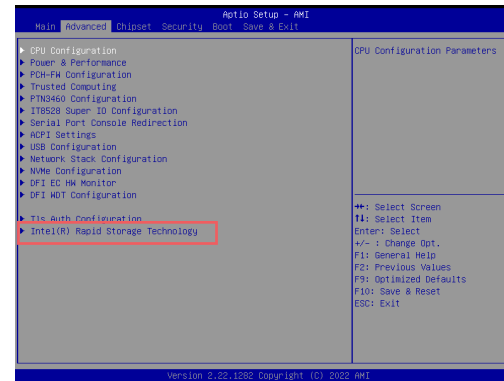 Aptio Setup - AMI
Main Advanced Chipset Security Boot Save & Exit
CPU Configuration
Power & Performance
PCH-FW Configuration
Trusted Computing
PTN3460 Configuration
IT8528 Super IO Configuration
Serial Port Console Redirection
ACPI Settings
USB Configuration
Network Stack Configuration
NVMe Configuration
DFI EC HW Monitor
DFI WDT Configuration
Tls Auth Configuration
Intel(R) Rapid Storage Technology
CPU Configuration Parameters
→←: Select Screen
↑↓: Select Item
Enter: Select
+/- : Change Opt.
F1: General Help
F2: Previous Values
F9: Optimized Defaults
F10: Save & Reset
ESC: Exit
Version 2.22.1282 Copyright (C) 2022 AMI